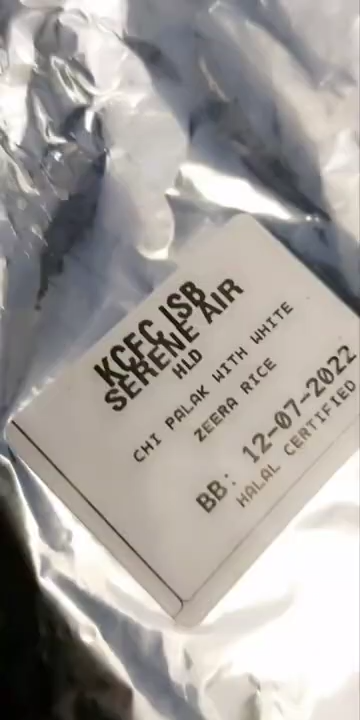 KCFC ISB
SERENE AIR
HLD
CHI PALAK WITH WHITE
ZEERA RICE
BB: 12-07-2022
HALAL CERTIFIED